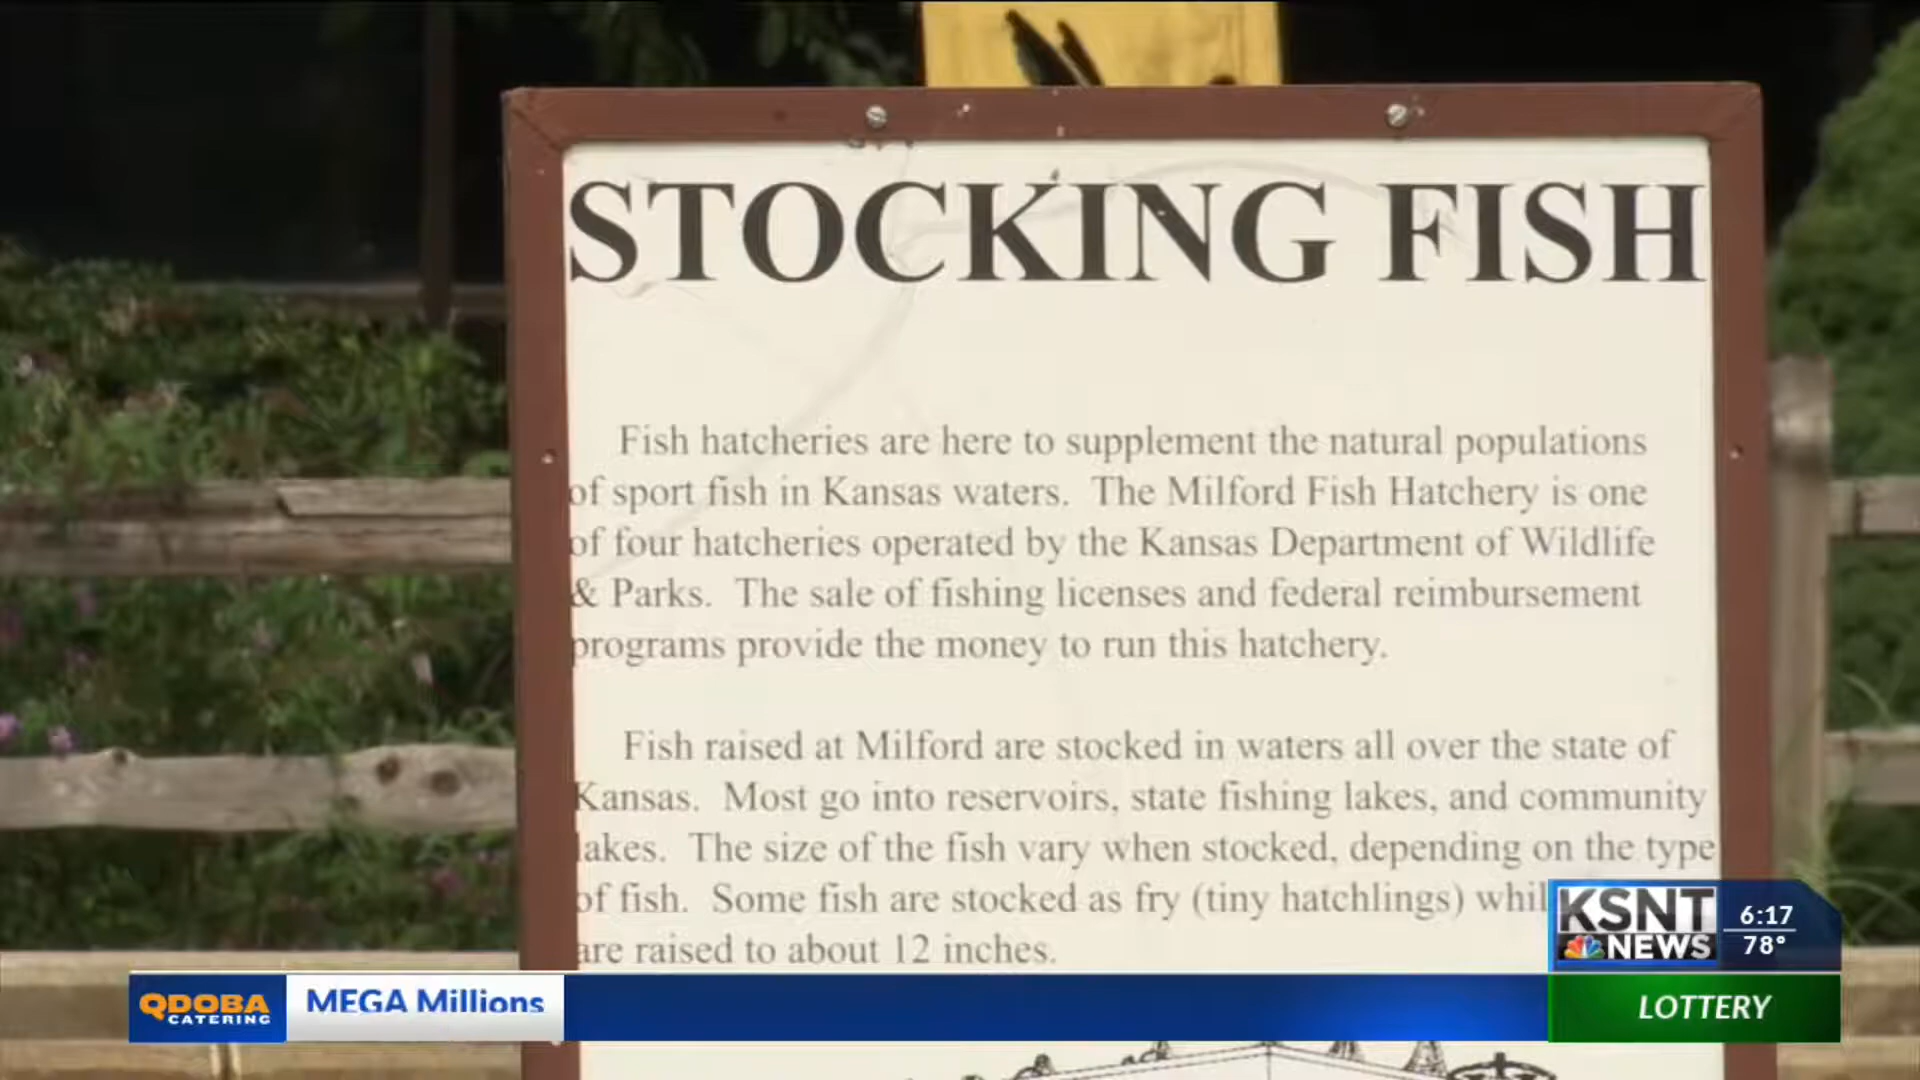 STOCKING FISH
Fish hatcheries are here to supplement the natural populations
of sport fish in Kansas waters. The Milford Fish Hatchery is one
of four hatcheries operated by the Kansas Department of Wildlife
& Parks. The sale of fishing licenses and federal reimbursement
programs provide the money to run this hatchery.
Fish raised at Milford are stocked in waters all over the state of
Kansas. Most go into reservoirs, state fishing lakes, and community
lakes. The size of the fish vary when stocked, depending on the type
of fish. Some fish are stocked as fry (tiny hatchlings) whil
are raised to about 12 inches.
KSNT
NEWS
6:17
78°
QDOBA
CATERING
MEGA Millions
LOTTERY